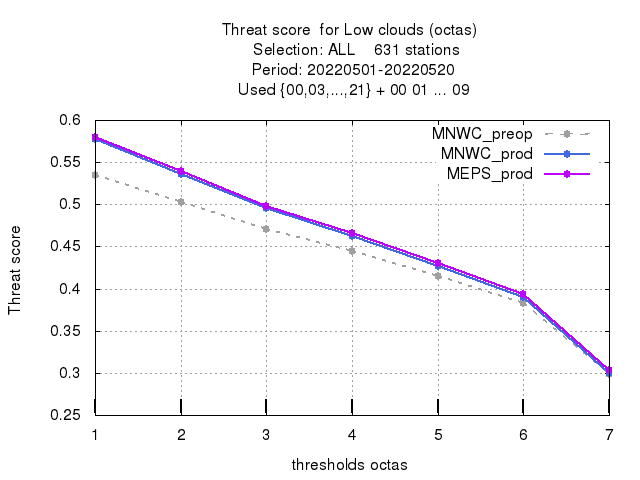 Threat score  for Low clouds (octas)
Selection: ALL    631 stations
Period: 20220501-20220520
Used {00,03,...,21} + 00 01 ... 09
MNWC_preop
MNWC_prod
MEPS_prod
0.6
0.55
0.5
0.45
0.4
0.35
0.3
0.25
Threat score
1 2 3 4 5 6 7
thresholds octas